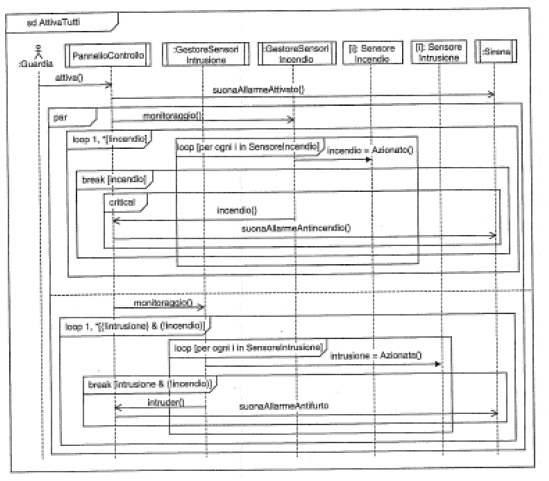 sd AttivaTutti
:Guardia
PannelloControllo
:GestoreSensori
Intrusione
:GestoreSensori
Incendio
[i]: Sensore
Incendio
[i]: Sensore
Intrusione
:Sirena
attiva()
suonaAllarmeAttivato()
par
monitoraggio()
loop 1, *[!incendio]
loop [per ogni i in SensoreIncendio]
incendio = Azionato()
break [incendio]
critical
incendio()
suonaAllarmeAntincendio()
monitoraggio()
loop 1, *[(!intrusione) & (!incendio)]
loop [per ogni i in SensoreIntrusione]
intrusione = Azionato()
break [intrusione & (!incendio)]
intruder()
suonaAllarmeAntifurto